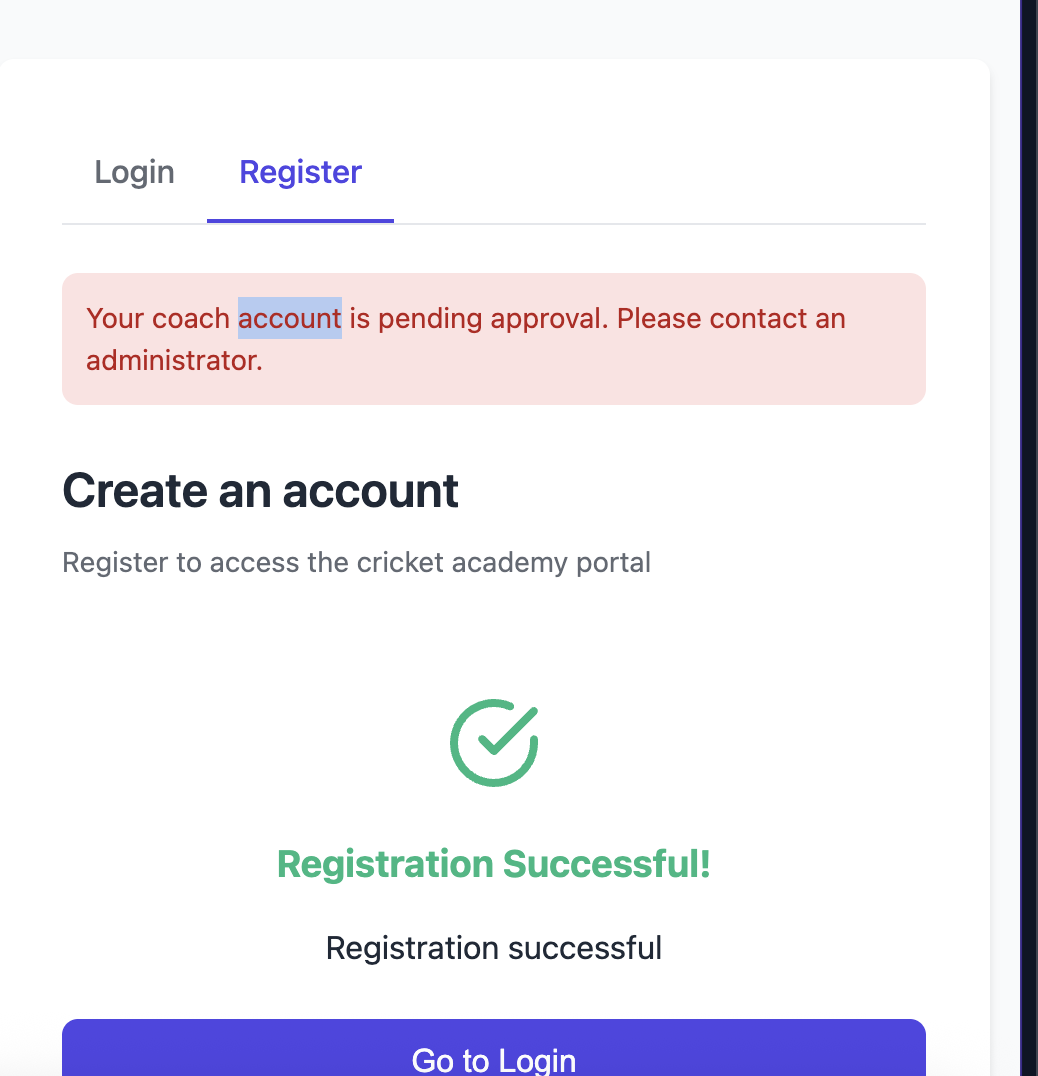 Login Register
Your coach account is pending approval. Please contact an
administrator.
Create an account
Register to access the cricket academy portal
Registration Successful!
Registration successful
Go to Login